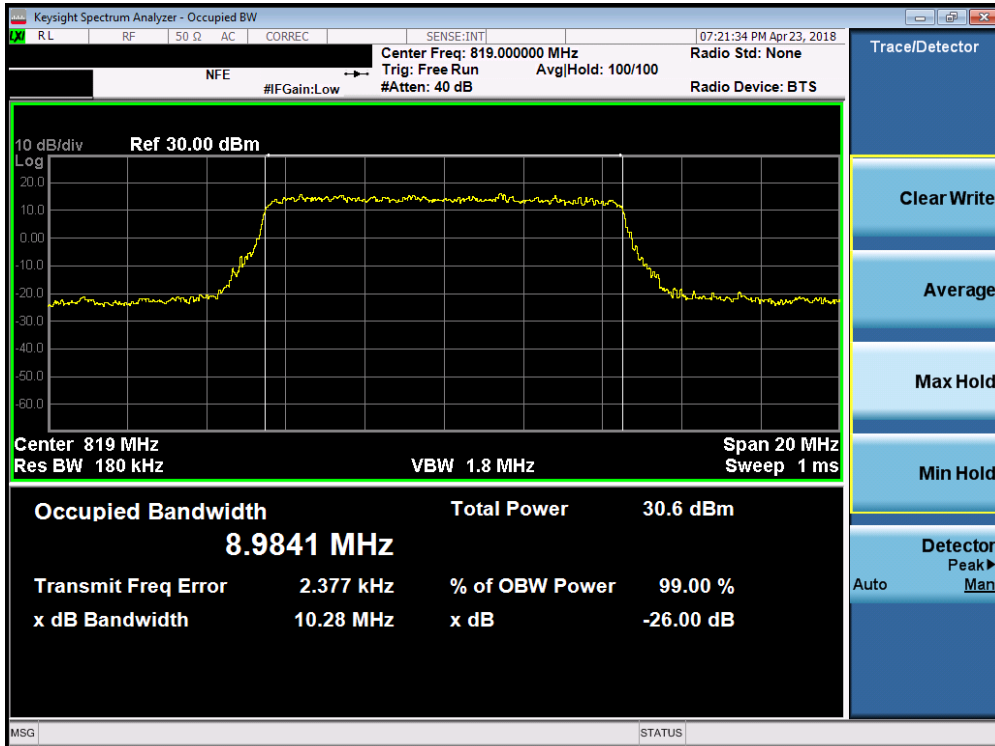 Keysight Spectrum Analyzer - Occupied BW
LXI RL RF 50 Ω AC CORREC SENSE:INT 07:21:34 PM Apr 23, 2018
Center Freq: 819.000000 MHz Radio Std: None
NFE Trig: Free Run Avg|Hold: 100/100
#IFGain:Low #Atten: 40 dB Radio Device: BTS
10 dB/div Ref 30.00 dBm
Log
20.0
10.0
0.00
-10.0
-20.0
-30.0
-40.0
-50.0
-60.0
Center 819 MHz Span 20 MHz
Res BW 180 kHz VBW 1.8 MHz Sweep 1 ms
Occupied Bandwidth Total Power 30.6 dBm
8.9841 MHz
Transmit Freq Error 2.377 kHz % of OBW Power 99.00 %
x dB Bandwidth 10.28 MHz x dB -26.00 dB
MSG STATUS
Trace/Detector
Clear Write
Average
Max Hold
Min Hold
Detector
Peak▶
Auto Man